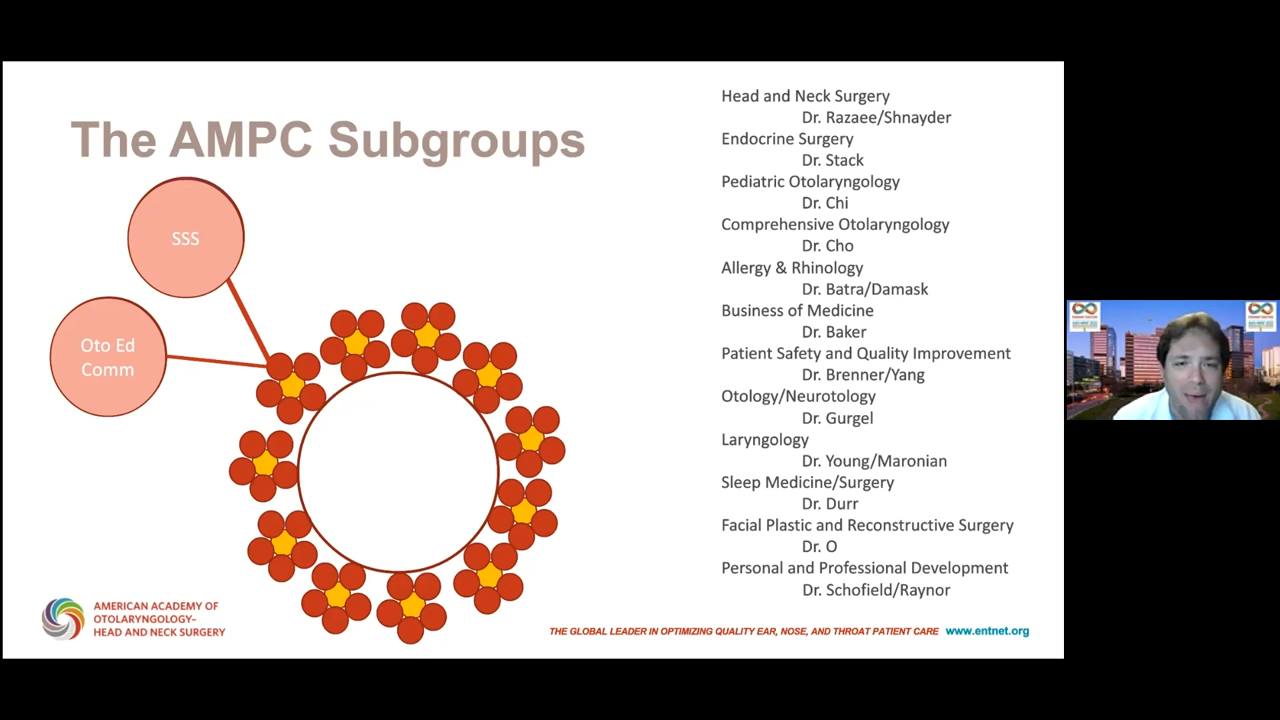 The AMPC Subgroups
SSS
Oto Ed
Comm
Head and Neck Surgery
Dr. Razaee/Shnayder
Endocrine Surgery
Dr. Stack
Pediatric Otolaryngology
Dr. Chi
Comprehensive Otolaryngology
Dr. Cho
Allergy & Rhinology
Dr. Batra/Damask
Business of Medicine
Dr. Baker
Patient Safety and Quality Improvement
Dr. Brenner/Yang
Otology/Neurotology
Dr. Gurgel
Laryngology
Dr. Young/Maronian
Sleep Medicine/Surgery
Dr. Durr
Facial Plastic and Reconstructive Surgery
Dr. O
Personal and Professional Development
Dr. Schofield/Raynor
AMERICAN ACADEMY OF
OTOLARYNGOLOGY–
HEAD AND NECK SURGERY
THE GLOBAL LEADER IN OPTIMIZING QUALITY EAR, NOSE, AND THROAT PATIENT CARE www.entnet.org